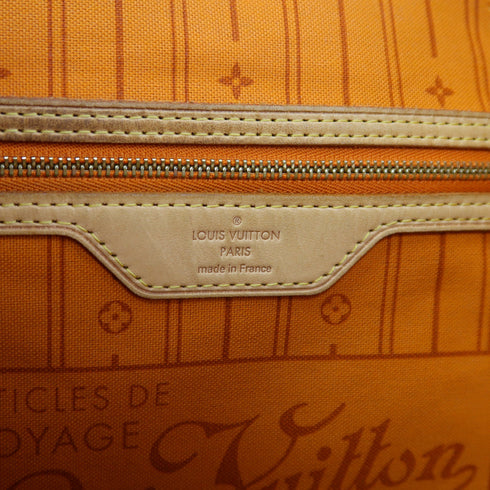 ®
LOUIS VUITTON
PARIS
made in France
TICLES DE
OYAGE
Vuitton